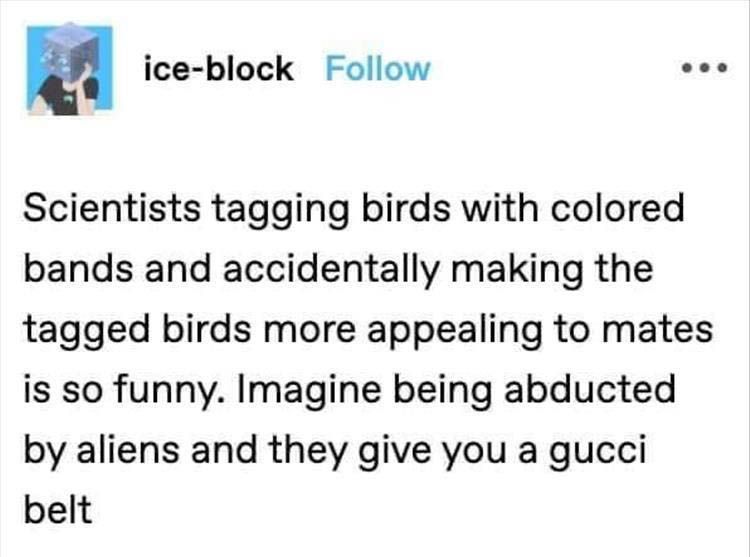 ice-block Follow
Scientists tagging birds with colored
bands and accidentally making the
tagged birds more appealing to mates
is so funny. Imagine being abducted
by aliens and they give you a gucci
belt